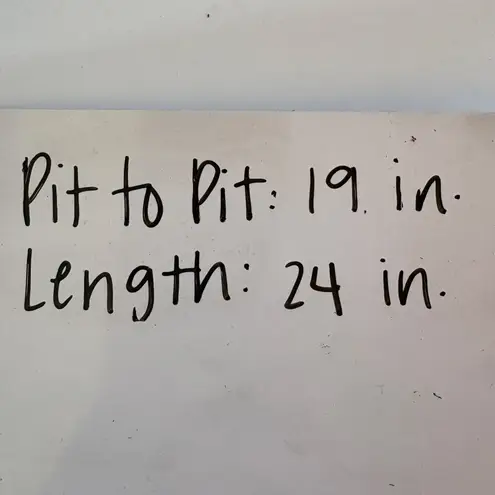 Pit to Pit: 19. in.
Length: 24 in.